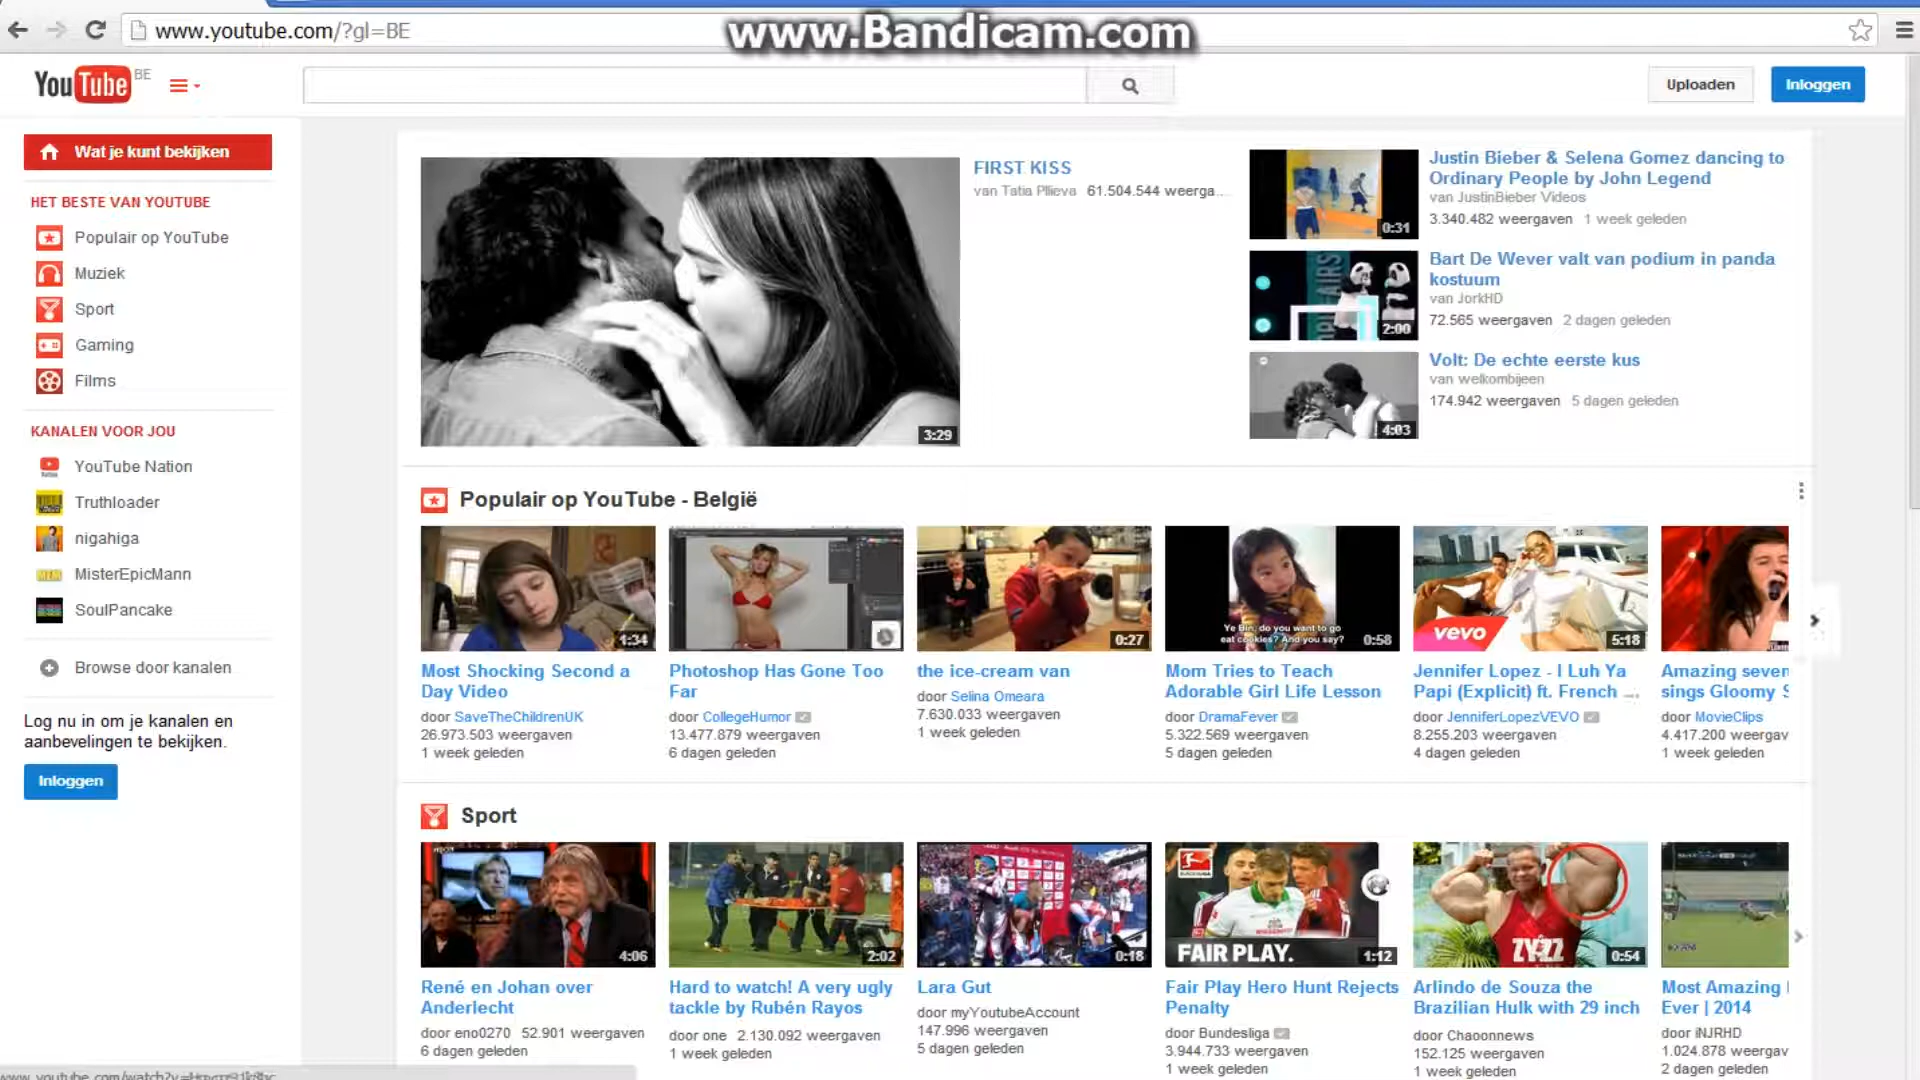 www.youtube.com/?gl=BE
www.Bandicam.com
YouTube BE
Uploaden
Inloggen
Wat je kunt bekijken
HET BESTE VAN YOUTUBE
Populair op YouTube
Muziek
Sport
Gaming
Films
KANALEN VOOR JOU
YouTube Nation
Truthloader
nigahiga
MisterEpicMann
SoulPancake
Browse door kanalen
Log nu in om je kanalen en
aanbevelingen te bekijken.
Inloggen
3:29
FIRST KISS
van Tatia Pllieva 61.504.544 weerga...
0:31
Justin Bieber & Selena Gomez dancing to
Ordinary People by John Legend
van JustinBieber Videos
3.340.482 weergaven 1 week geleden
2:00
Bart De Wever valt van podium in panda
kostuum
van JorkHD
72.565 weergaven 2 dagen geleden
4:03
Volt: De echte eerste kus
van welkombijeen
174.942 weergaven 5 dagen geleden
Populair op YouTube - België
1:34
Most Shocking Second a
Day Video
door SaveTheChildrenUK
26.973.503 weergaven
1 week geleden
Photoshop Has Gone Too
Far
door CollegeHumor
13.477.879 weergaven
6 dagen geleden
0:27
the ice-cream van
door Selina Omeara
7.630.033 weergaven
1 week geleden
Ye Bin, do you want to go
eat cookies? And you say?
0:58
Mom Tries to Teach
Adorable Girl Life Lesson
door DramaFever
5.322.569 weergaven
5 dagen geleden
vevo
5:18
Jennifer Lopez - I Luh Ya
Papi (Explicit) ft. French ...
door JenniferLopezVEVO
8.255.203 weergaven
4 dagen geleden
Amazing seven
sings Gloomy S
door MovieClips
4.417.200 weergav
1 week geleden
Sport
4:06
René en Johan over
Anderlecht
door eno0270 52.901 weergaven
6 dagen geleden
2:02
Hard to watch! A very ugly
tackle by Rubén Rayos
door one 2.130.092 weergaven
1 week geleden
0:18
Lara Gut
door myYoutubeAccount
147.996 weergaven
5 dagen geleden
FAIR PLAY.
1:12
Fair Play Hero Hunt Rejects
Penalty
door Bundesliga
3.944.733 weergaven
1 week geleden
ZYZZ
0:54
Arlindo de Souza the
Brazilian Hulk with 29 inch
door Chaoonnews
152.125 weergaven
1 week geleden
Most Amazing
Ever | 2014
door iNJRHD
1.024.878 weergav
2 dagen geleden